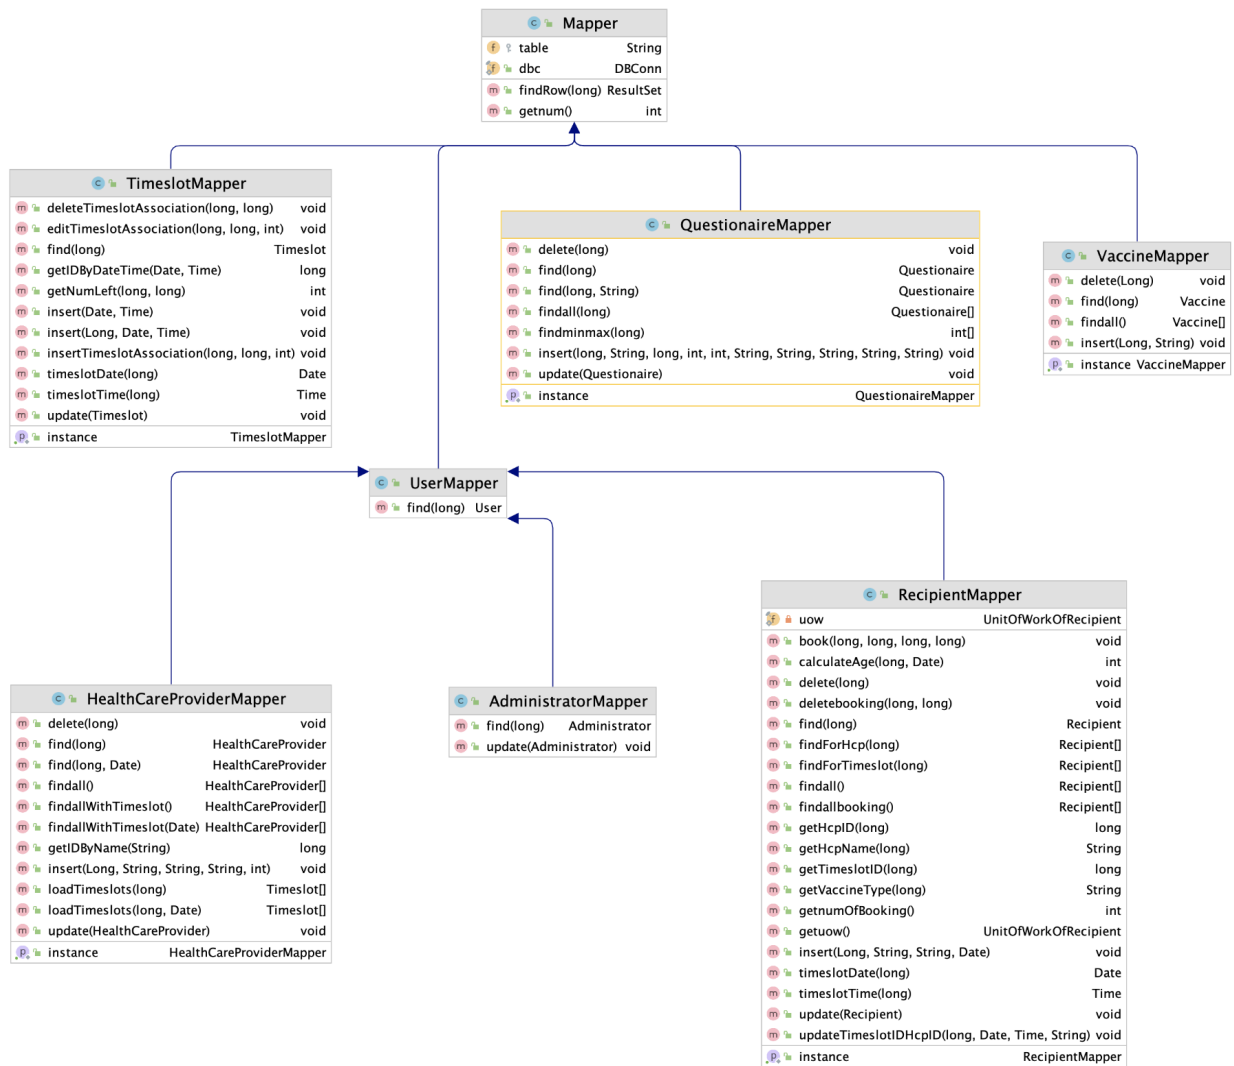 Mapper
table String
dbc DBConn
findRow(long) ResultSet
getnum() int
TimeslotMapper
deleteTimeslotAssociation(long, long) void
editTimeslotAssociation(long, long, int) void
find(long) Timeslot
getIDByDateTime(Date, Time) long
getNumLeft(long, long) int
insert(Date, Time) void
insert(Long, Date, Time) void
insertTimeslotAssociation(long, long, int) void
timeslotDate(long) Date
timeslotTime(long) Time
update(Timeslot) void
instance TimeslotMapper
QuestionaireMapper
delete(long) void
find(long) Questionaire
find(long, String) Questionaire
findall(long) Questionaire[]
findminmax(long) int[]
insert(long, String, long, int, int, String, String, String, String, String) void
update(Questionaire) void
instance QuestionaireMapper
VaccineMapper
delete(Long) void
find(long) Vaccine
findall() Vaccine[]
insert(Long, String) void
instance VaccineMapper
UserMapper
find(long) User
HealthCareProviderMapper
delete(long) void
find(long) HealthCareProvider
find(long, Date) HealthCareProvider
findall() HealthCareProvider[]
findallWithTimeslot() HealthCareProvider[]
findallWithTimeslot(Date) HealthCareProvider[]
getIDByName(String) long
insert(Long, String, String, String, int) void
loadTimeslots(long) Timeslot[]
loadTimeslots(long, Date) Timeslot[]
update(HealthCareProvider) void
instance HealthCareProviderMapper
AdministratorMapper
find(long) Administrator
update(Administrator) void
RecipientMapper
uow UnitOfWorkOfRecipient
book(long, long, long, long) void
calculateAge(long, Date) int
delete(long) void
deletebooking(long, long) void
find(long) Recipient
findForHcp(long) Recipient[]
findForTimeslot(long) Recipient[]
findall() Recipient[]
findallbooking() Recipient[]
getHcpID(long) long
getHcpName(long) String
getTimeslotID(long) long
getVaccineType(long) String
getnumOfBooking() int
getuow() UnitOfWorkOfRecipient
insert(Long, String, String, Date) void
timeslotDate(long) Date
timeslotTime(long) Time
update(Recipient) void
updateTimeslotIDHcpID(long, Date, Time, String) void
instance RecipientMapper